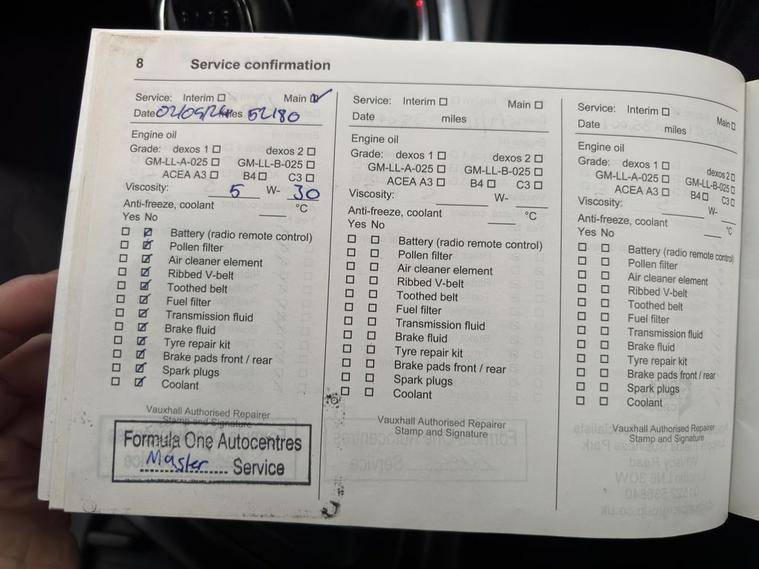 8 Service confirmation
Service: Interim ☐ Main ☑
Date 02/05/24 miles 52180
Engine oil
Grade: dexos 1 ☐ dexos 2 ☐
GM-LL-A-025 ☐ GM-LL-B-025 ☐
ACEA A3 ☐ B4 ☐ C3 ☐
Viscosity: 5 W- 30
Anti-freeze, coolant ____ °C
Yes No
☐ ☑ Battery (radio remote control)
☐ ☑ Pollen filter
☐ ☑ Air cleaner element
☐ ☑ Ribbed V-belt
☐ ☑ Toothed belt
☐ ☑ Fuel filter
☐ ☑ Transmission fluid
☐ ☑ Brake fluid
☐ ☑ Tyre repair kit
☐ ☑ Brake pads front / rear
☐ ☑ Spark plugs
☐ ☑ Coolant
Vauxhall Authorised Repairer
Stamp and Signature
Formula One Autocentres
Master Service
Service: Interim ☐ Main ☐
Date miles
Engine oil
Grade: dexos 1 ☐ dexos 2 ☐
GM-LL-A-025 ☐ GM-LL-B-025 ☐
ACEA A3 ☐ B4 ☐ C3 ☐
Viscosity: ____ W- ____
Anti-freeze, coolant ____ °C
Yes No
☐ ☐ Battery (radio remote control)
☐ ☐ Pollen filter
☐ ☐ Air cleaner element
☐ ☐ Ribbed V-belt
☐ ☐ Toothed belt
☐ ☐ Fuel filter
☐ ☐ Transmission fluid
☐ ☐ Brake fluid
☐ ☐ Tyre repair kit
☐ ☐ Brake pads front / rear
☐ ☐ Spark plugs
☐ ☐ Coolant
Vauxhall Authorised Repairer
Stamp and Signature
Service: Interim ☐ Main ☐
Date miles
Engine oil
Grade: dexos 1 ☐ dexos 2 ☐
GM-LL-A-025 ☐ GM-LL-B-025 ☐
ACEA A3 ☐ B4 ☐ C3 ☐
Viscosity: ____ W- ____
Anti-freeze, coolant ____ °C
Yes No
☐ ☐ Battery (radio remote control)
☐ ☐ Pollen filter
☐ ☐ Air cleaner element
☐ ☐ Ribbed V-belt
☐ ☐ Toothed belt
☐ ☐ Fuel filter
☐ ☐ Transmission fluid
☐ ☐ Brake fluid
☐ ☐ Tyre repair kit
☐ ☐ Brake pads front / rear
☐ ☐ Spark plugs
☐ ☐ Coolant
Vauxhall Authorised Repairer
Stamp and Signature